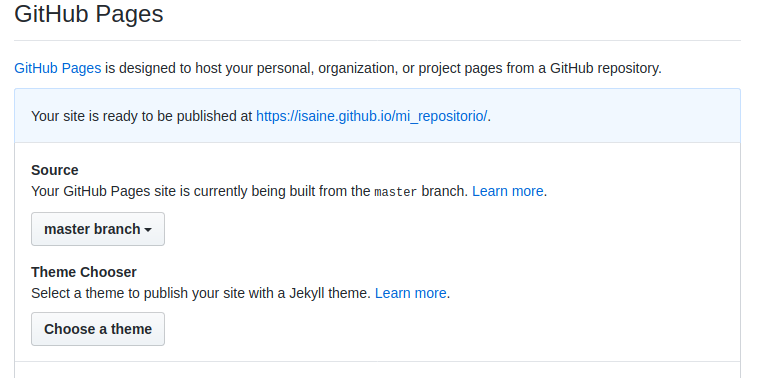 GitHub Pages
GitHub Pages is designed to host your personal, organization, or project pages from a GitHub repository.
Your site is ready to be published at https://isaine.github.io/mi_repositorio/.
Source
Your GitHub Pages site is currently being built from the master branch. Learn more.
master branch
Theme Chooser
Select a theme to publish your site with a Jekyll theme. Learn more.
Choose a theme